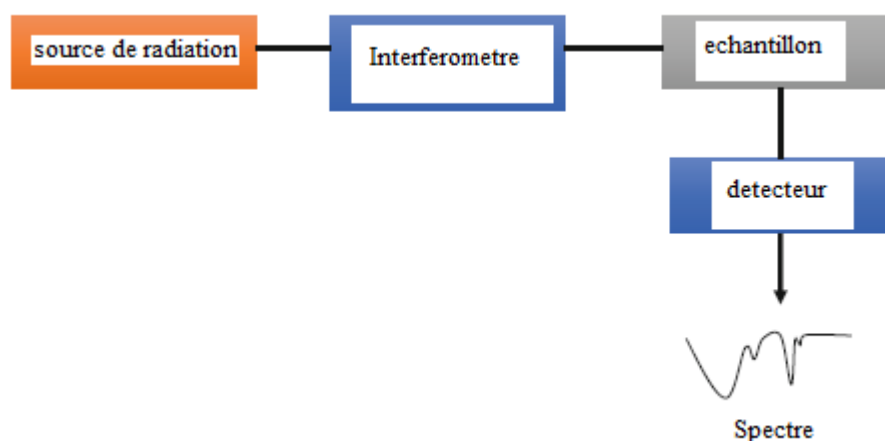 source de radiation
Interferometre
echantillon
detecteur
Spectre